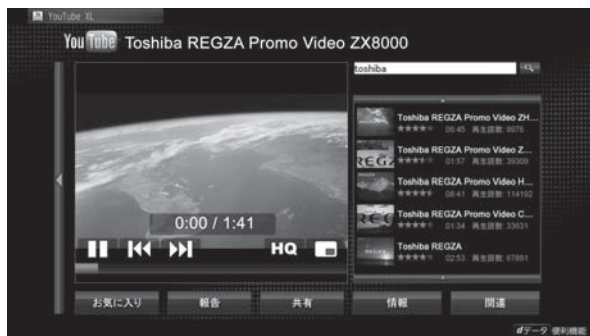 YouTube XL
YouTube Toshiba REGZA Promo Video ZX8000
toshiba
Toshiba REGZA Promo Video ZH...
06:45 再生回数: 9976
Toshiba REGZA Promo Video Z...
01:57 再生回数: 39309
Toshiba REGZA Promo Video H...
08:41 再生回数: 114192
Toshiba REGZA Promo Video C...
01:34 再生回数: 33631
Toshiba REGZA
02:53 再生回数: 67891
0:00 / 1:41
HQ
お気に入り 報告 共有 情報 関連
dデータ 便利機能